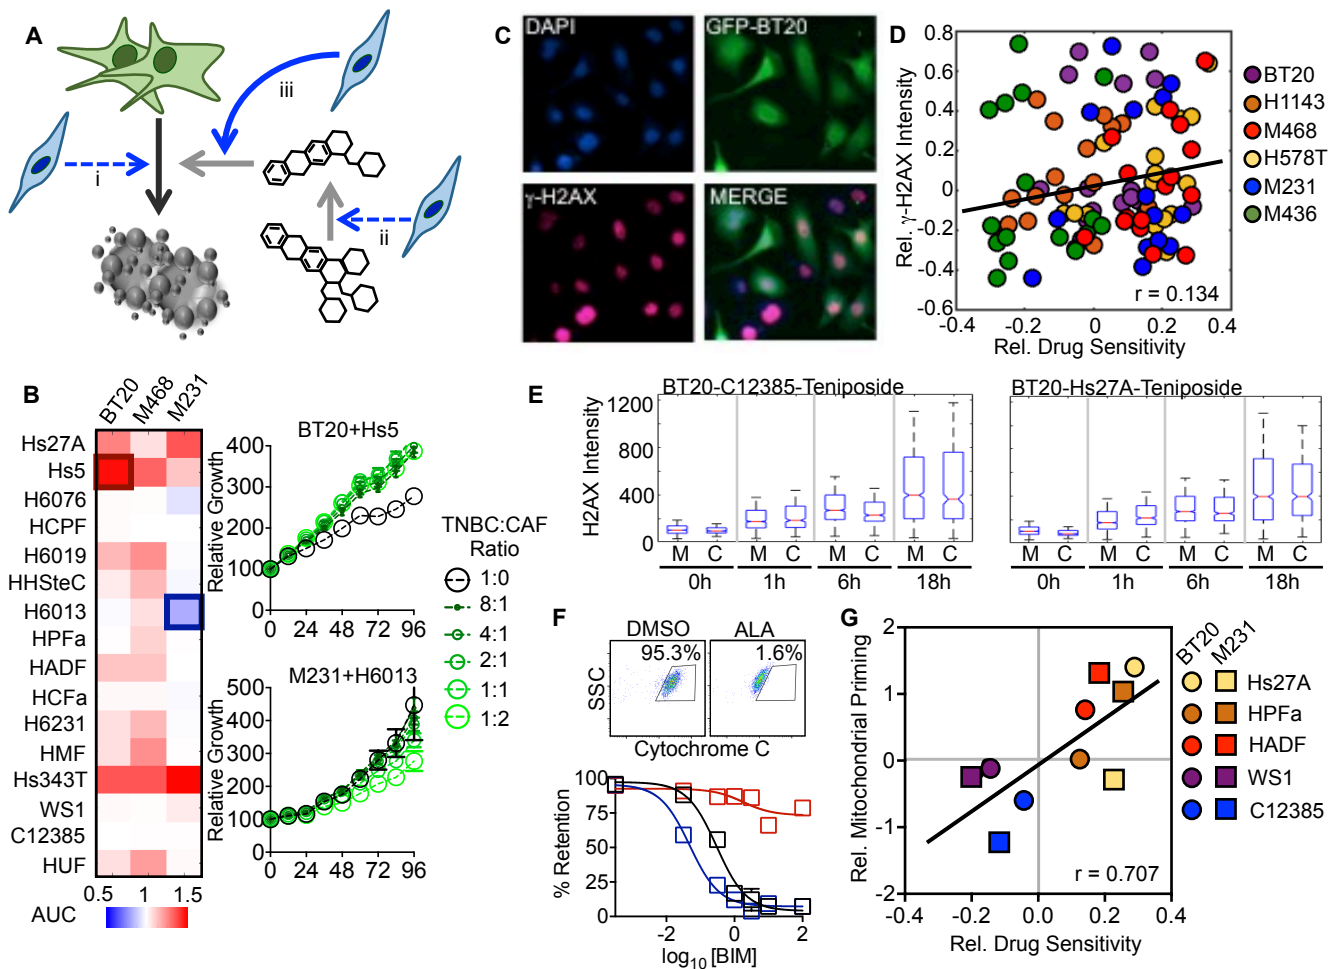 A
i
ii
iii
B
BT20
M468
M231
Hs27A
Hs5
H6076
HCPF
H6019
HHSteC
H6013
HPFa
HADF
HCFa
H6231
HMF
Hs343T
WS1
C12385
HUF
0.5 1 1.5
AUC
BT20+Hs5
Relative Growth
400
300
200
100
0
0 24 48 72 96
M231+H6013
Relative Growth
500
400
300
200
100
0
0 24 48 72 96
TNBC:CAF
Ratio
1:0
8:1
4:1
2:1
1:1
1:2
C
DAPI
GFP-BT20
γ-H2AX
MERGE
D
Rel. γ-H2AX Intensity
0.8
0.6
0.4
0.2
0
-0.2
-0.4
-0.6
r = 0.134
-0.4 -0.2 0 0.2 0.4
Rel. Drug Sensitivity
BT20
H1143
M468
H578T
M231
M436
E
BT20-C12385-Teniposide
H2AX Intensity
1200
800
400
0
M C M C M C M C
0h 1h 6h 18h
BT20-Hs27A-Teniposide
M C M C M C M C
0h 1h 6h 18h
F
DMSO
95.3%
ALA
1.6%
SSC
Cytochrome C
% Retention
100
75
50
25
0
-2 0 2
log10 [BIM]
G
Rel. Mitochondrial Priming
2
1
0
-1
-2
r = 0.707
-0.4 -0.2 0.0 0.2 0.4
Rel. Drug Sensitivity
BT20
M231
Hs27A
HPFa
HADF
WS1
C12385